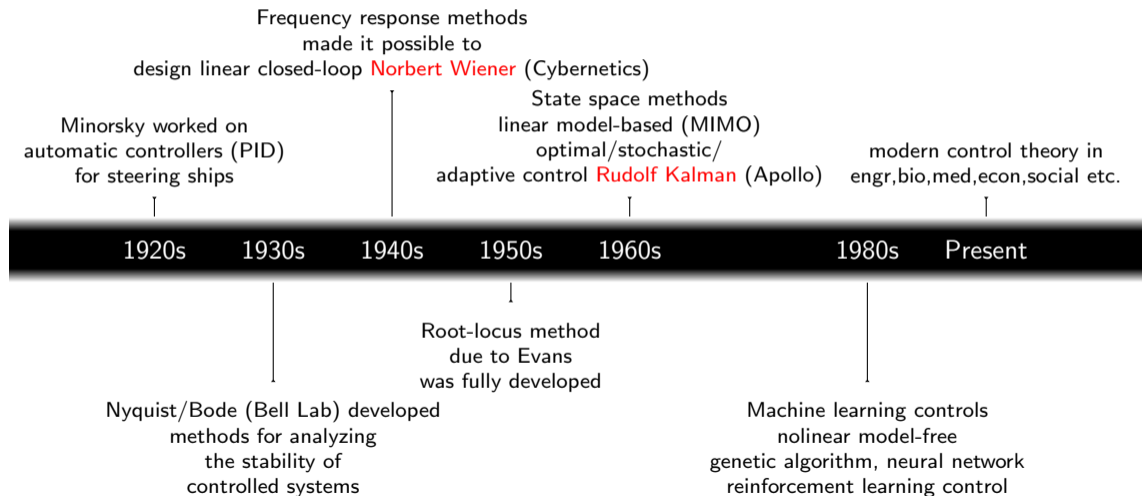 Frequency response methods
made it possible to
design linear closed-loop Norbert Wiener (Cybernetics)
State space methods
linear model-based (MIMO)
optimal/stochastic/
adaptive control Rudolf Kalman (Apollo)
Minorsky worked on
automatic controllers (PID)
for steering ships
modern control theory in
engr,bio,med,econ,social etc.
1920s 1930s 1940s 1950s 1960s 1980s Present
Root-locus method
due to Evans
was fully developed
Nyquist/Bode (Bell Lab) developed
methods for analyzing
the stability of
controlled systems
Machine learning controls
nolinear model-free
genetic algorithm, neural network
reinforcement learning control